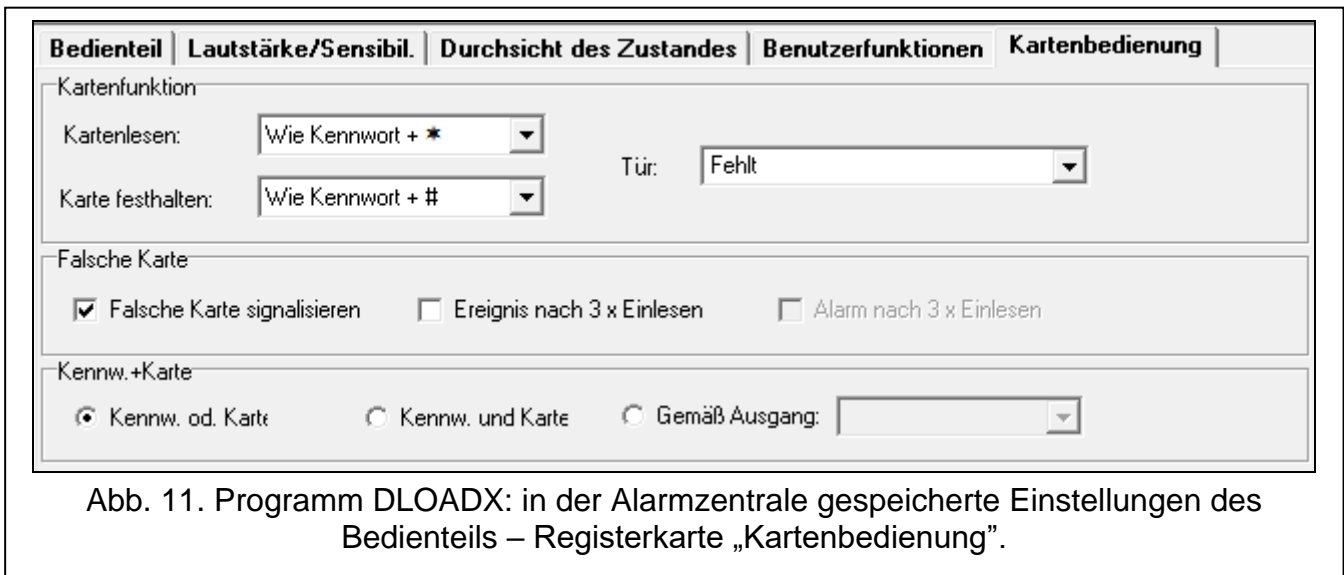 Bedienteil Lautstärke/Sensibil. Durchsicht des Zustandes Benutzerfunktionen Kartenbedienung
Kartenfunktion
Kartenlesen: Wie Kennwort + *
Tür: Fehlt
Karte festhalten: Wie Kennwort + #
Falsche Karte
Falsche Karte signalisieren Ereignis nach 3 x Einlesen Alarm nach 3 x Einlesen
Kennw.+Karte
Kennw. od. Karte Kennw. und Karte Gemäß Ausgang:
Abb. 11. Programm DLOADX: in der Alarmzentrale gespeicherte Einstellungen des
Bedienteils – Registerkarte „Kartenbedienung”.